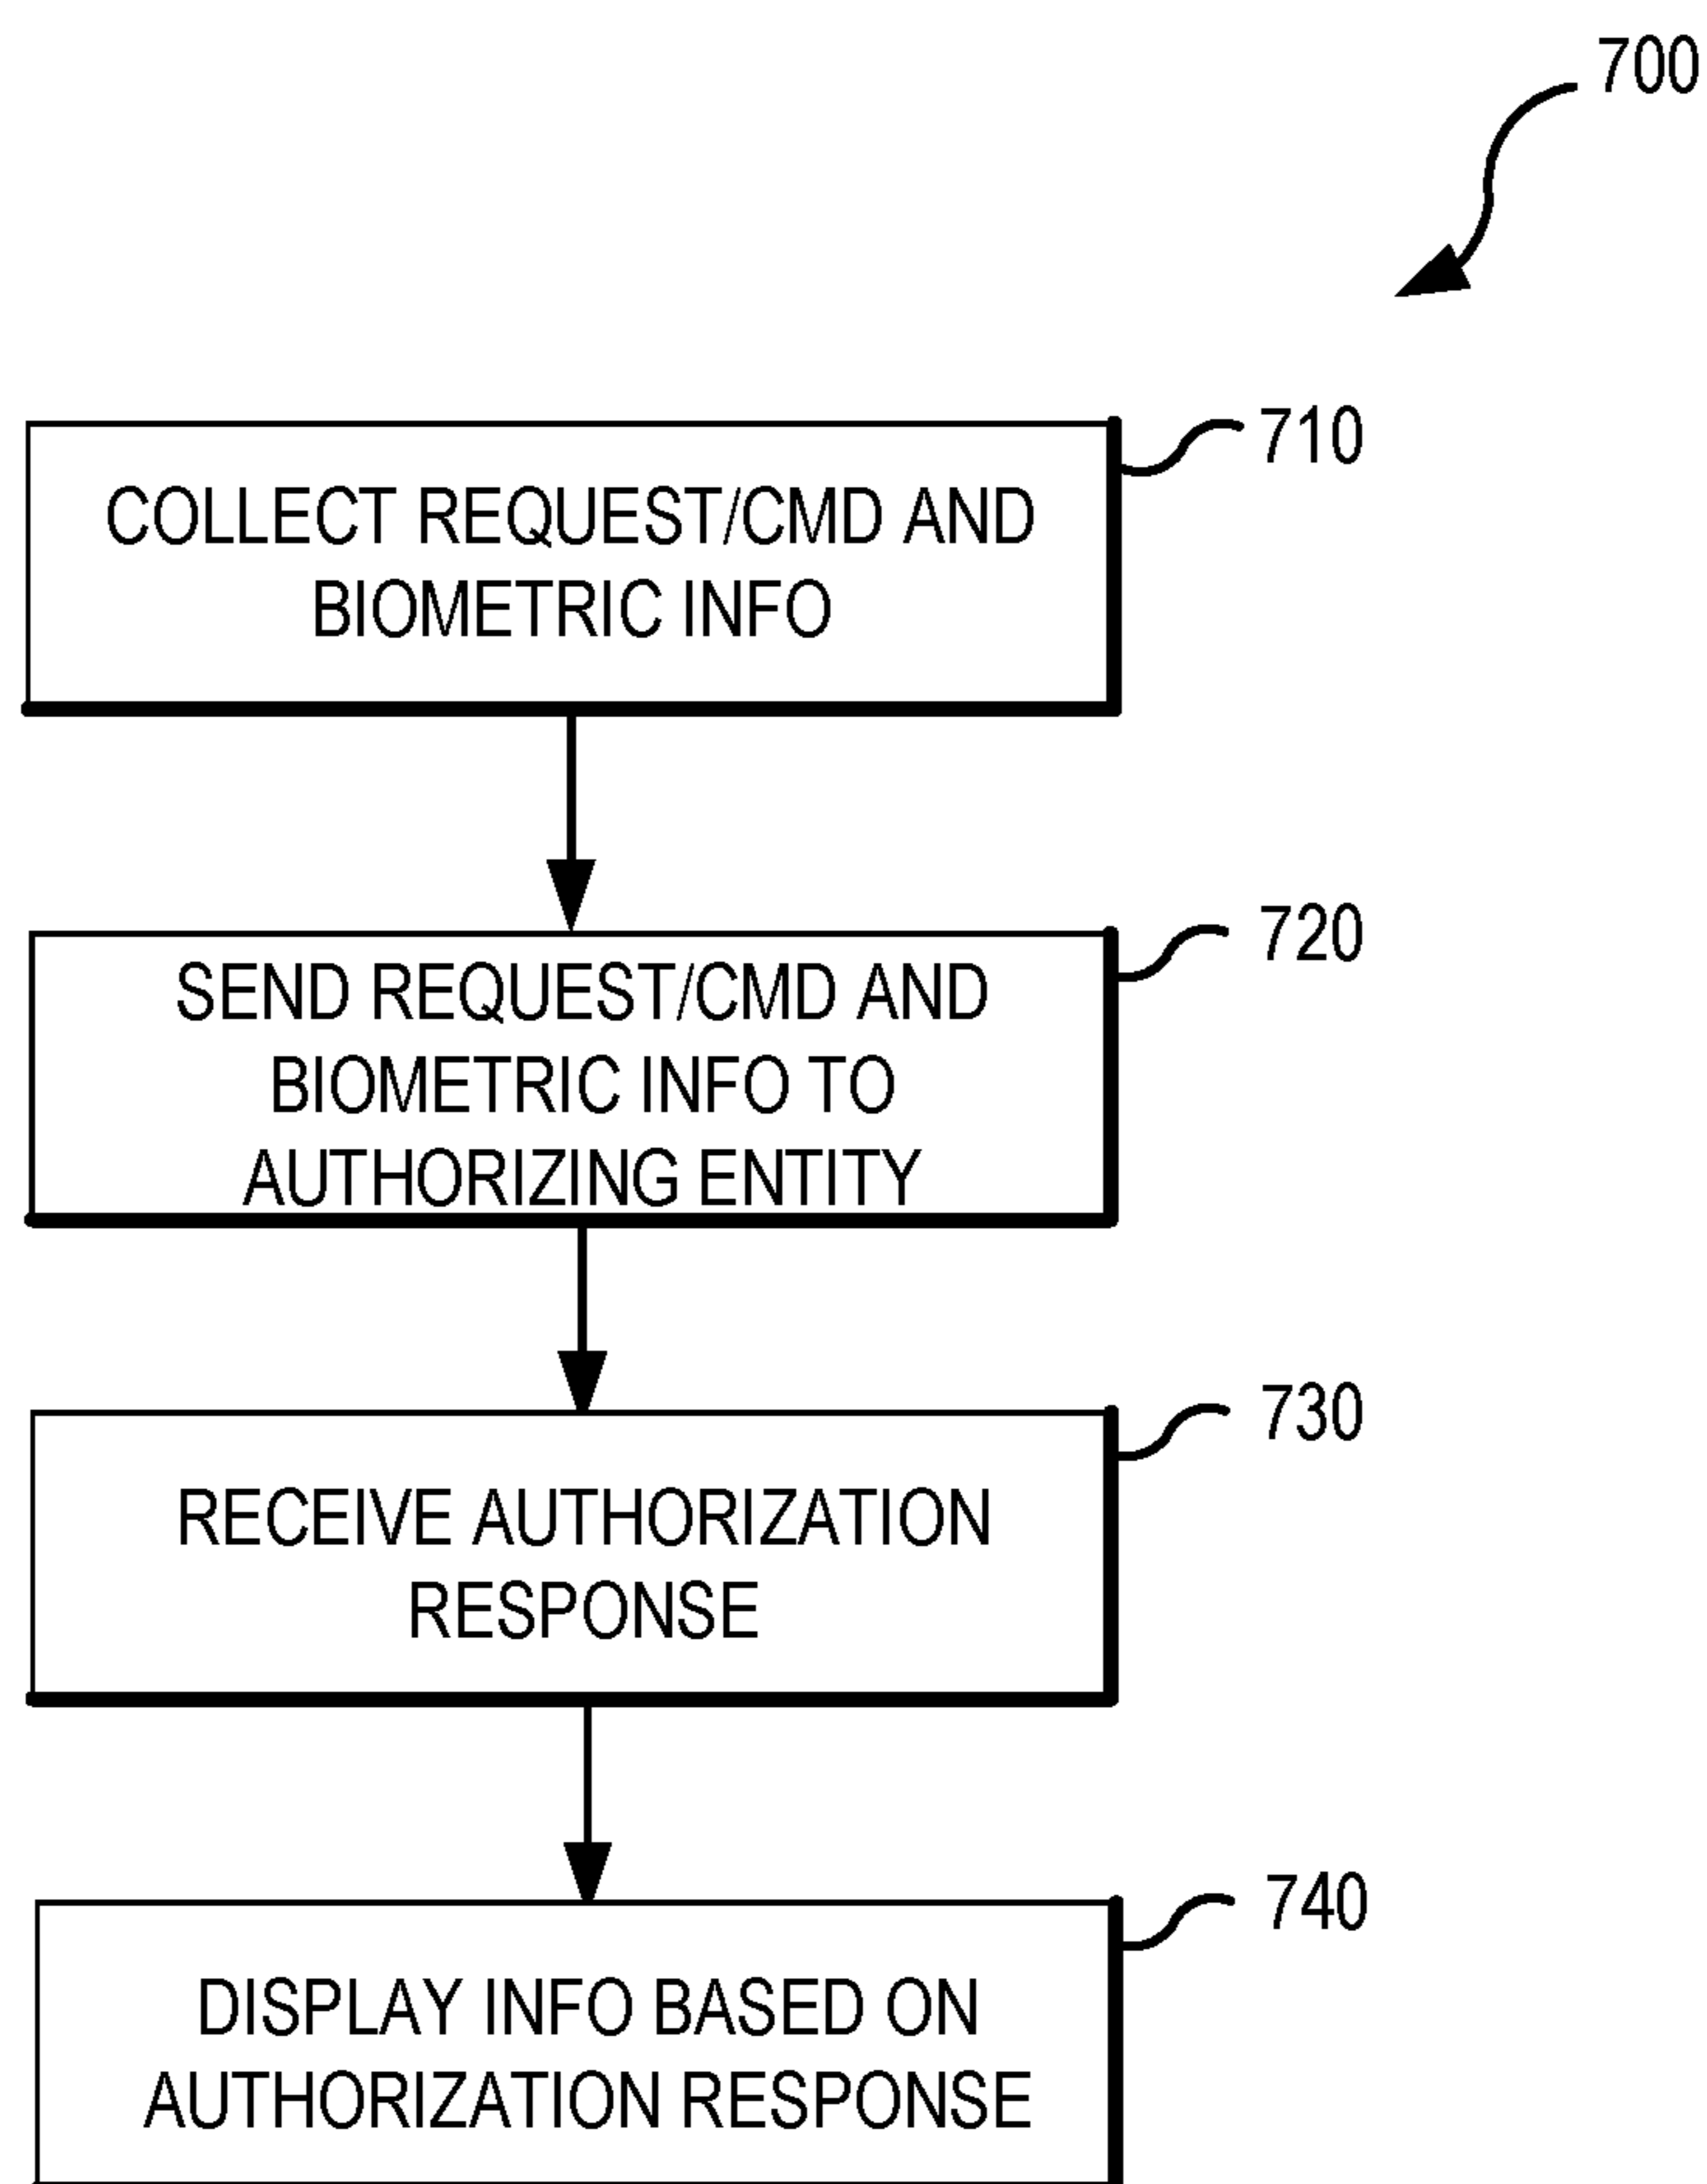 700
710
COLLECT REQUEST/CMD AND
BIOMETRIC INFO
720
SEND REQUEST/CMD AND
BIOMETRIC INFO TO
AUTHORIZING ENTITY
730
RECEIVE AUTHORIZATION
RESPONSE
740
DISPLAY INFO BASED ON
AUTHORIZATION RESPONSE